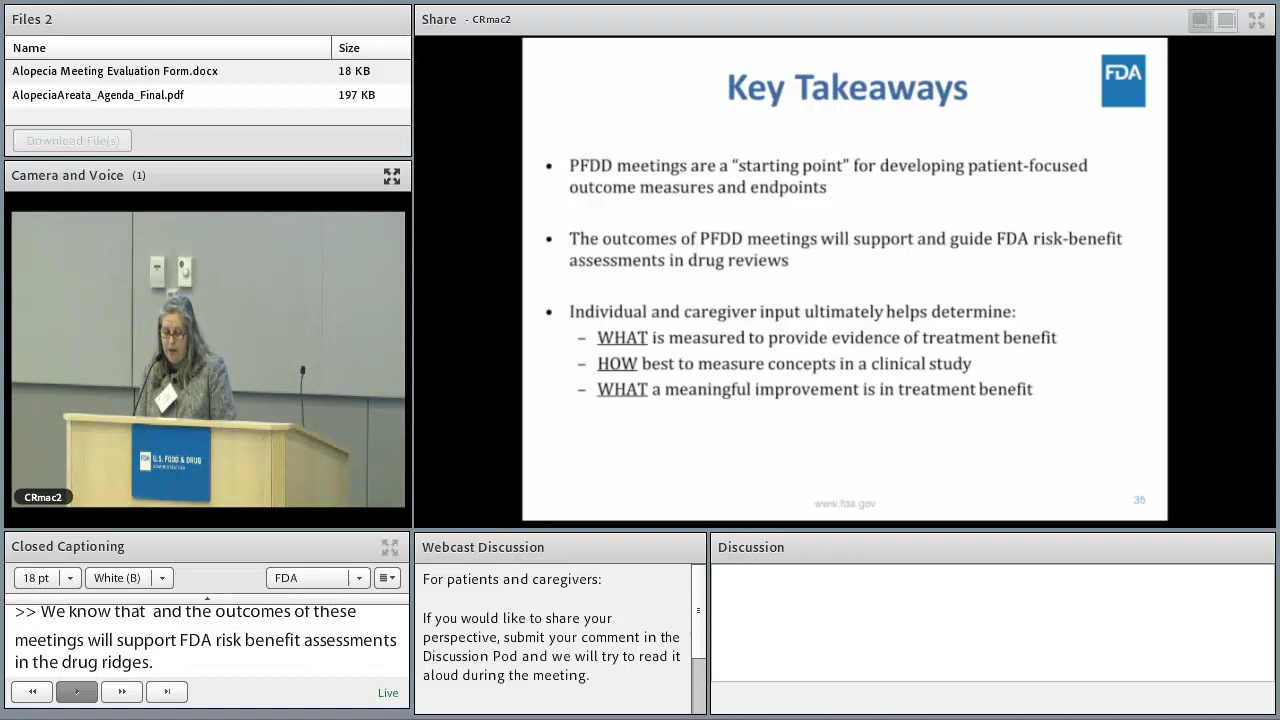 Files 2
Name Size
Alopecia Meeting Evaluation Form.docx 18 KB
AlopeciaAreata_Agenda_Final.pdf 197 KB
Download File(s)
Camera and Voice (1)
U.S. FOOD & DRUG
ADMINISTRATION
CRmac2
Share - CRmac2
FDA
Key Takeaways
• PFDD meetings are a “starting point” for developing patient-focused
outcome measures and endpoints
• The outcomes of PFDD meetings will support and guide FDA risk-benefit
assessments in drug reviews
• Individual and caregiver input ultimately helps determine:
– WHAT is measured to provide evidence of treatment benefit
– HOW best to measure concepts in a clinical study
– WHAT a meaningful improvement is in treatment benefit
www.fda.gov
35
Closed Captioning
18 pt White (B) FDA
>> We know that and the outcomes of these
meetings will support FDA risk benefit assessments
in the drug ridges.
Live
Webcast Discussion
For patients and caregivers:
If you would like to share your
perspective, submit your comment in the
Discussion Pod and we will try to read it
aloud during the meeting.
Discussion